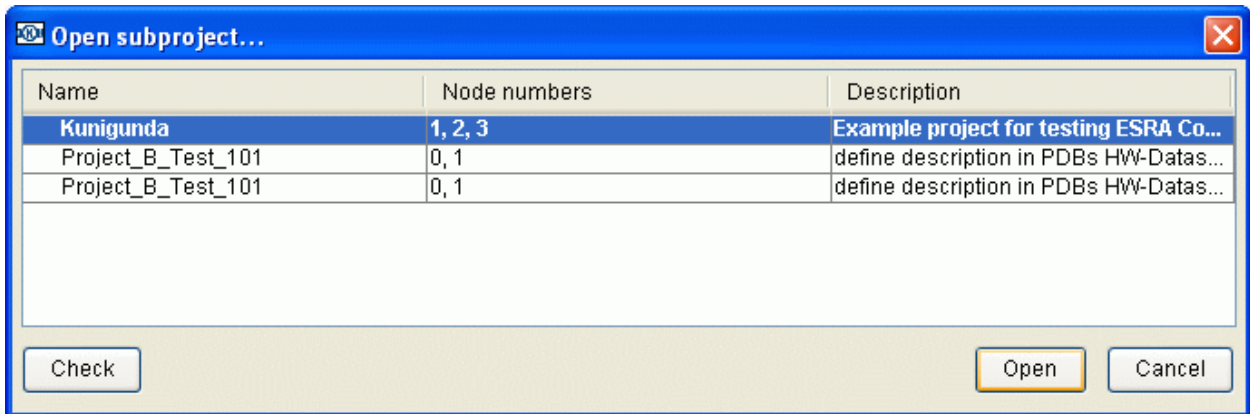 Open subproject...
Name Node numbers Description
Kunigunda 1, 2, 3 Example project for testing ESRA Co...
Project_B_Test_101 0, 1 define description in PDBs HW-Datas...
Project_B_Test_101 0, 1 define description in PDBs HW-Datas...
Check Open Cancel